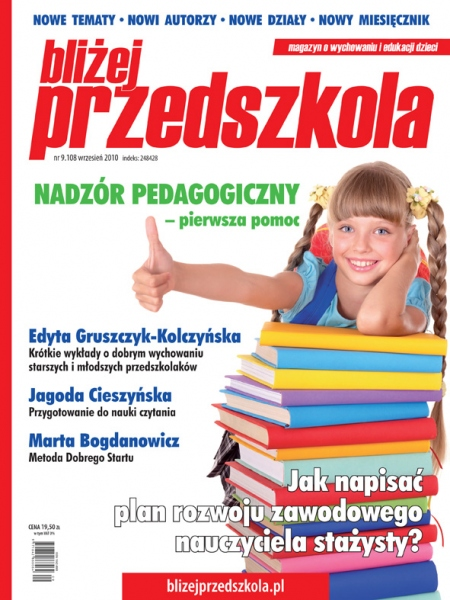 NOWE TEMATY • NOWI AUTORZY • NOWE DZIAŁY • NOWY MIESIĘCZNIK
magazyn o wychowaniu i edukacji dzieci
bliżej
przedszkola
nr 9.108 wrzesień 2010 indeks: 248428
NADZÓR PEDAGOGICZNY
– pierwsza pomoc
Edyta Gruszczyk-Kolczyńska
Krótkie wykłady o dobrym wychowaniu
starszych i młodszych przedszkolaków
Jagoda Cieszyńska
Przygotowanie do nauki czytania
Marta Bogdanowicz
Metoda Dobrego Startu
Jak napisać
plan rozwoju zawodowego
nauczyciela stażysty?
CENA 19,50 zł
blizejprzedszkola.pl